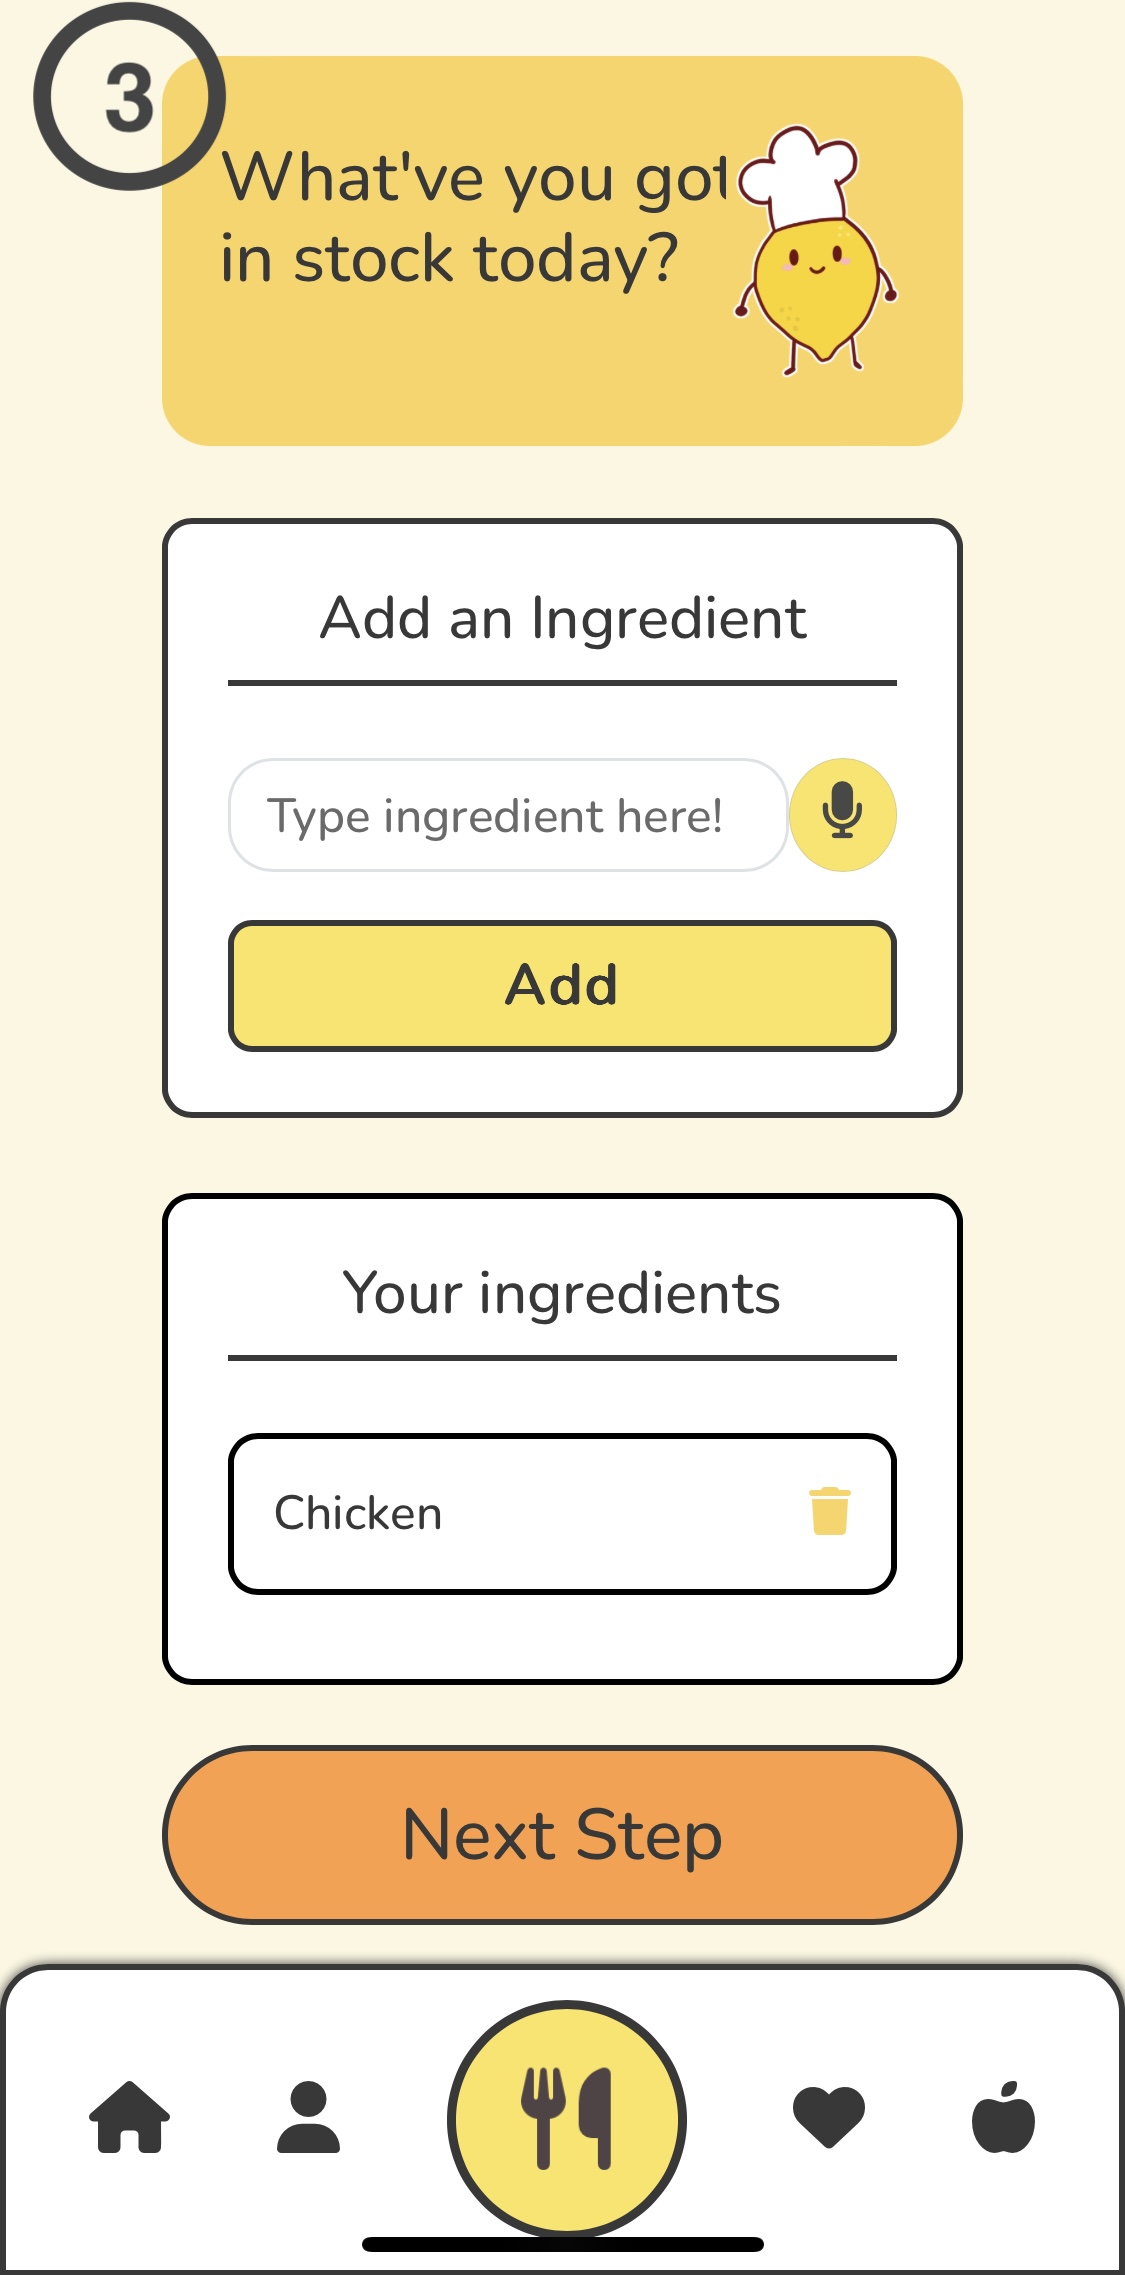 3
What've you got
in stock today?
Add an Ingredient
Type ingredient here!
Add
Your ingredients
Chicken
Next Step